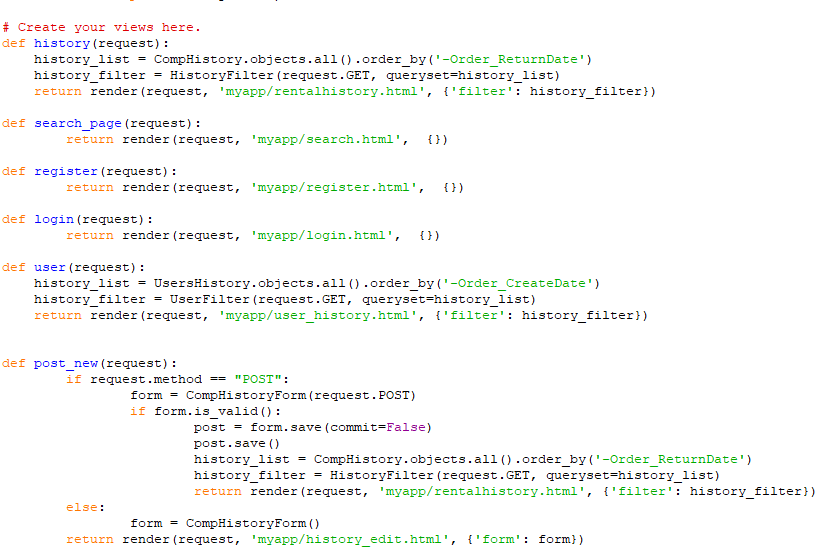 # Create your views here.
def history(request):
    history_list = CompHistory.objects.all().order_by('-Order_ReturnDate')
    history_filter = HistoryFilter(request.GET, queryset=history_list)
    return render(request, 'myapp/rentalhistory.html', {'filter': history_filter})

def search_page(request):
        return render(request, 'myapp/search.html',  {})

def register(request):
        return render(request, 'myapp/register.html',  {})

def login(request):
        return render(request, 'myapp/login.html',  {})

def user(request):
    history_list = UsersHistory.objects.all().order_by('-Order_CreateDate')
    history_filter = UserFilter(request.GET, queryset=history_list)
    return render(request, 'myapp/user_history.html', {'filter': history_filter})


def post_new(request):
        if request.method == "POST":
                form = CompHistoryForm(request.POST)
                if form.is_valid():
                        post = form.save(commit=False)
                        post.save()
                        history_list = CompHistory.objects.all().order_by('-Order_ReturnDate')
                        history_filter = HistoryFilter(request.GET, queryset=history_list)
                        return render(request, 'myapp/rentalhistory.html', {'filter': history_filter})
        else:
                form = CompHistoryForm()
        return render(request, 'myapp/history_edit.html', {'form': form})